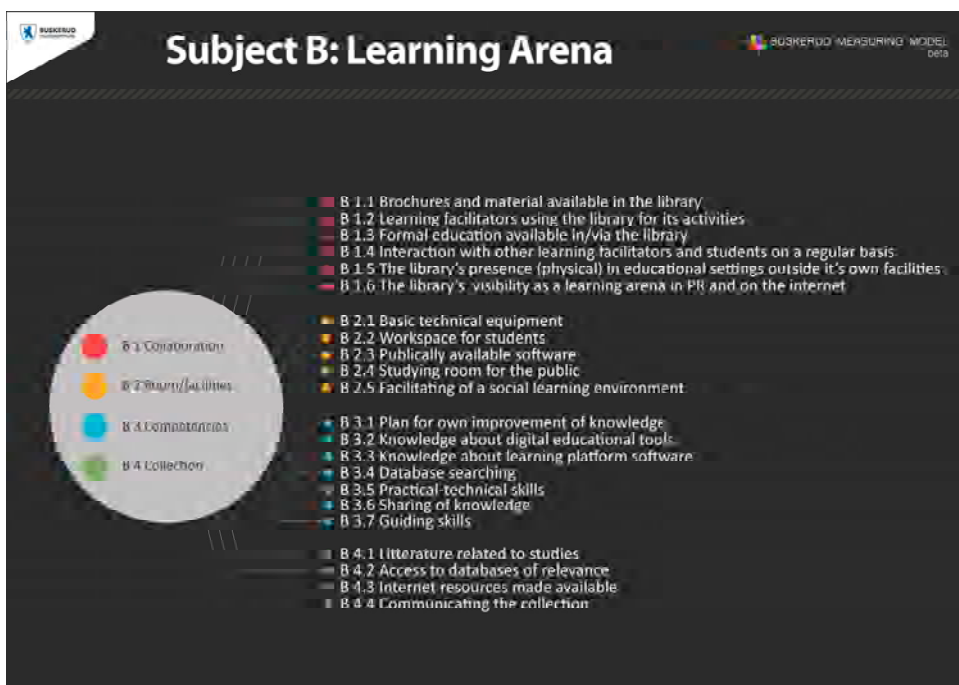 BUSKERUD
Subject B: Learning Arena
BUSKERUD MEASURING MODEL
beta
B 1.1 Brochures and material available in the library
B 1.2 Learning facilitators using the library for its activities
B 1.3 Formal education available in/via the library
B 1.4 Interaction with other learning facilitators and students on a regular basis
B 1.5 The library's presence (physical) in educational settings outside it's own facilities
B 1.6 The library's visibility as a learning arena in PR and on the internet
B 1 Collaboration
B 2 Room/facilities
B 3 Competencies
B 4 Collection
B 2.1 Basic technical equipment
B 2.2 Workspace for students
B 2.3 Publically available software
B 2.4 Studying room for the public
B 2.5 Facilitating of a social learning environment
B 3.1 Plan for own improvement of knowledge
B 3.2 Knowledge about digital educational tools
B 3.3 Knowledge about learning platform software
B 3.4 Database searching
B 3.5 Practical-technical skills
B 3.6 Sharing of knowledge
B 3.7 Guiding skills
B 4.1 Litterature related to studies
B 4.2 Access to databases of relevance
B 4.3 Internet resources made available
B 4.4 Communicating the collection